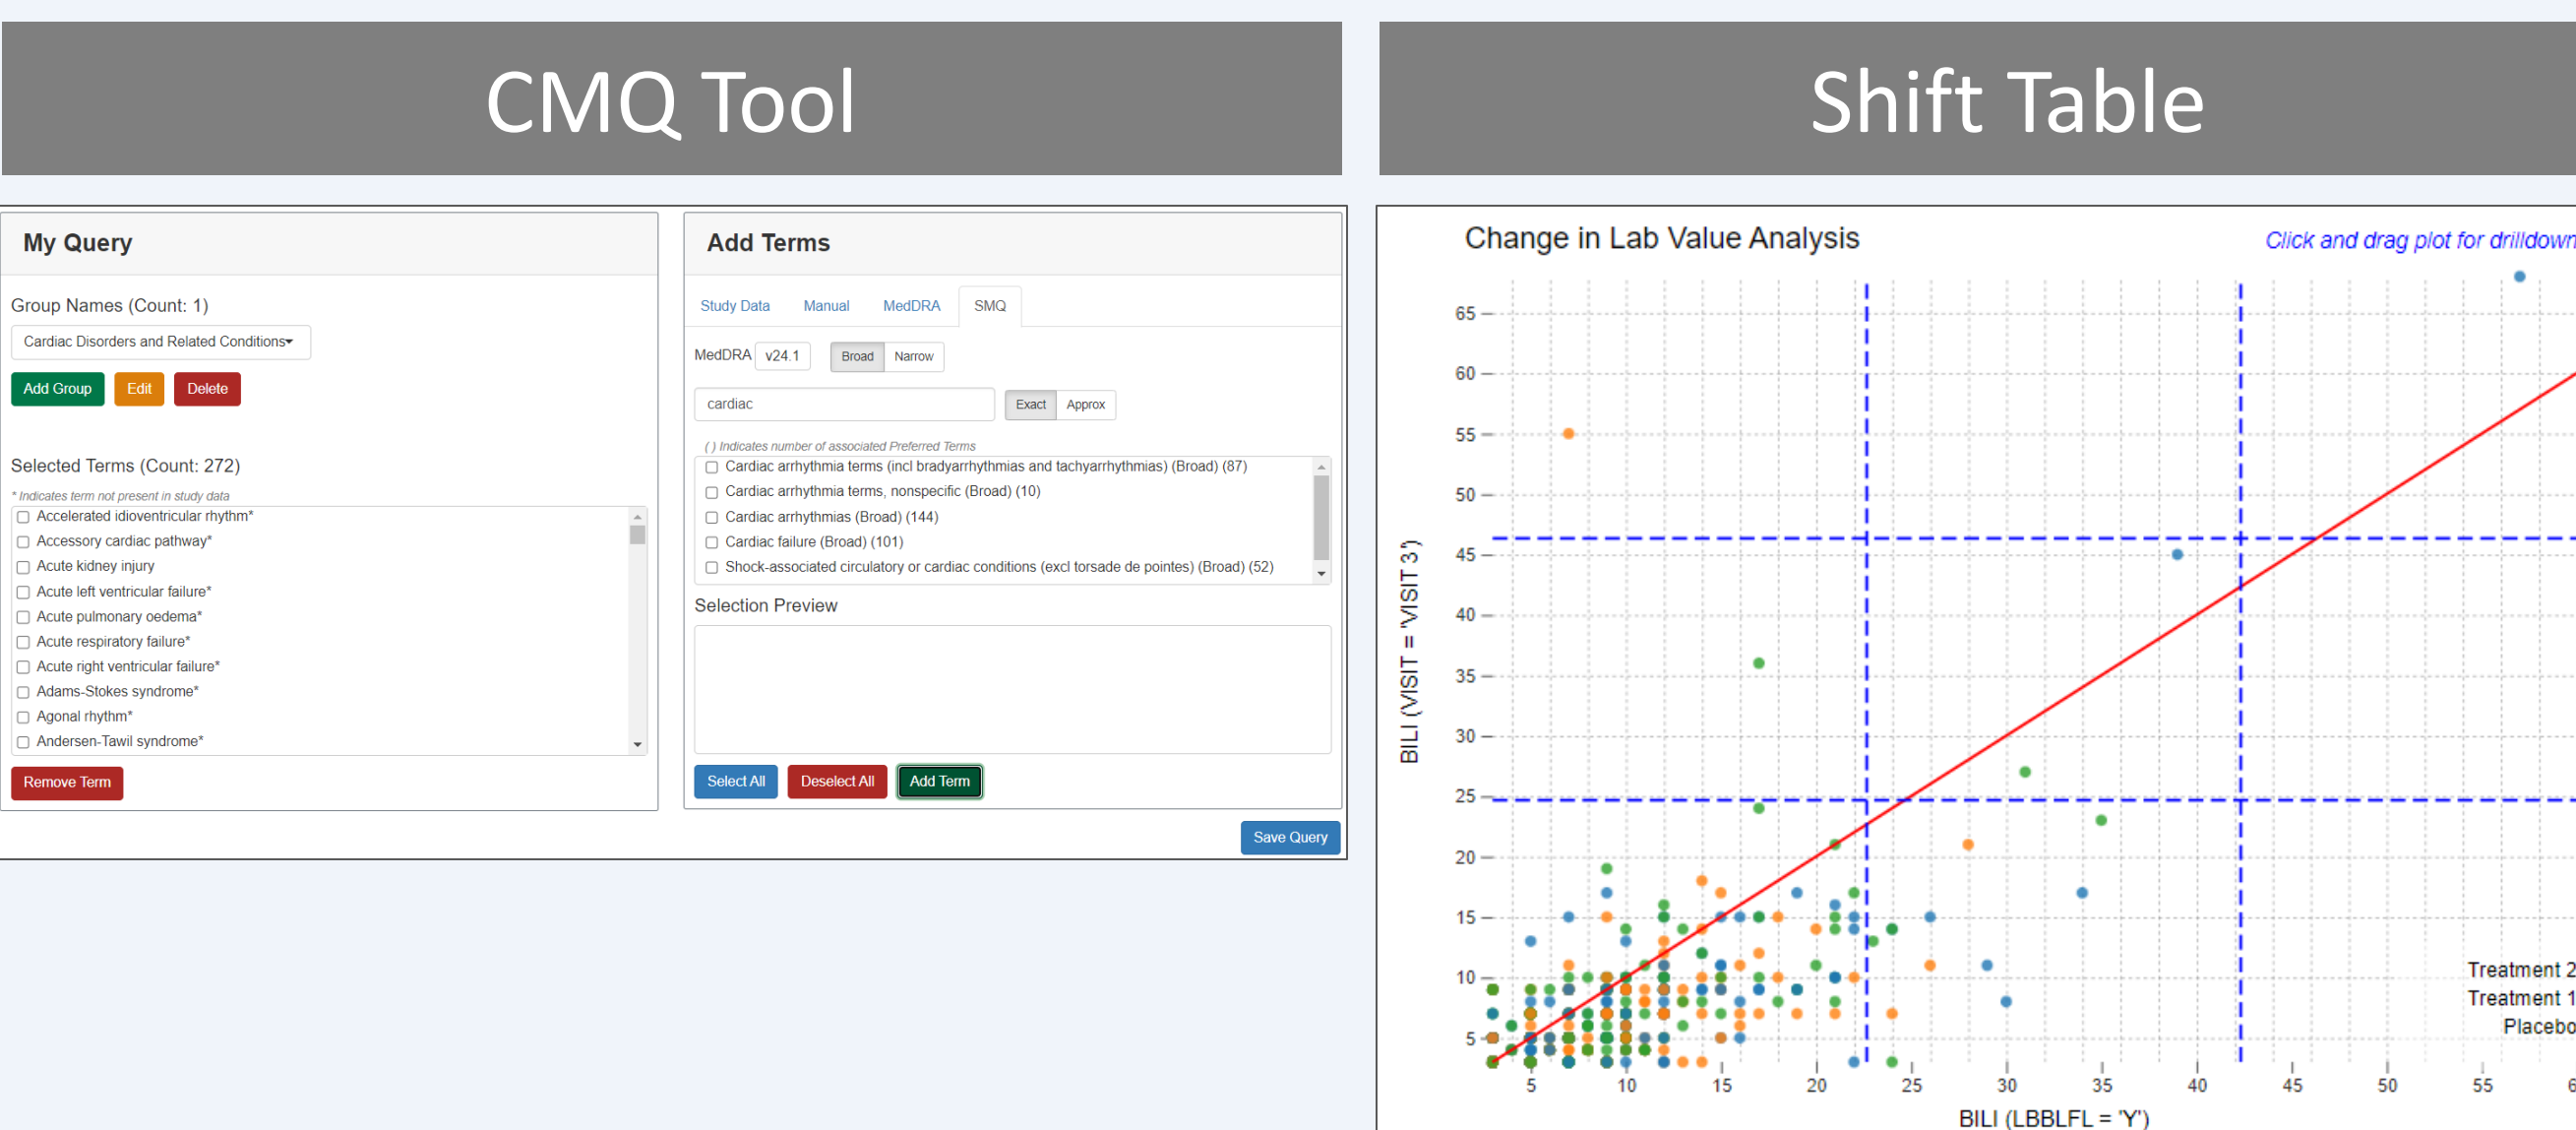 CMQ Tool
My Query
Group Names (Count: 1)
Cardiac Disorders and Related Conditions
Add Group Edit Delete
Selected Terms (Count: 272)
* Indicates term not present in study data
Accelerated idioventricular rhythm*
Accessory cardiac pathway*
Acute kidney injury
Acute left ventricular failure*
Acute pulmonary oedema*
Acute respiratory failure*
Acute right ventricular failure*
Adams-Stokes syndrome*
Agonal rhythm*
Andersen-Tawil syndrome*
Remove Term
Add Terms
Study Data Manual MedDRA SMQ
MedDRA v24.1 Broad Narrow
cardiac Exact Approx
( ) Indicates number of associated Preferred Terms
Cardiac arrhythmia terms (incl bradyarrhythmias and tachyarrhythmias) (Broad) (87)
Cardiac arrhythmia terms, nonspecific (Broad) (10)
Cardiac arrhythmias (Broad) (144)
Cardiac failure (Broad) (101)
Shock-associated circulatory or cardiac conditions (excl torsade de pointes) (Broad) (52)
Selection Preview
Select All Deselect All Add Term
Save Query
Shift Table
Change in Lab Value Analysis
Click and drag plot for drilldown
65
60
55
50
45
40
35
30
25
20
15
10
5
BILI (VISIT = 'VISIT 3')
Treatment 2
Treatment 1
Placebo
5 10 15 20 25 30 35 40 45 50 55
BILI (LBBLFL = 'Y')